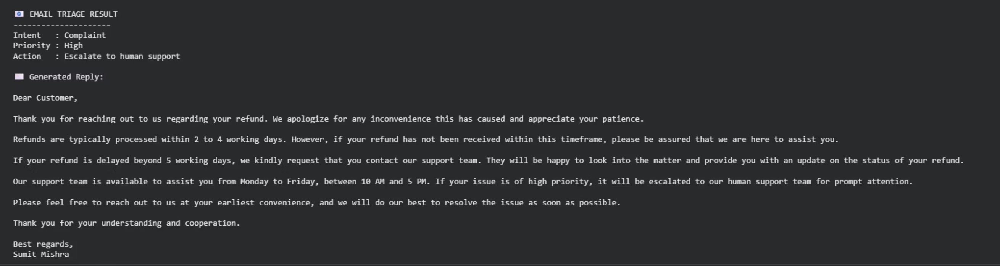 EMAIL TRIAGE RESULT
---------------------
Intent   : Complaint
Priority : High
Action   : Escalate to human support
Generated Reply:
Dear Customer,
Thank you for reaching out to us regarding your refund. We apologize for any inconvenience this has caused and appreciate your patience.
Refunds are typically processed within 2 to 4 working days. However, if your refund has not been received within this timeframe, please be assured that we are here to assist you.
If your refund is delayed beyond 5 working days, we kindly request that you contact our support team. They will be happy to look into the matter and provide you with an update on the status of your refund.
Our support team is available to assist you from Monday to Friday, between 10 AM and 5 PM. If your issue is of high priority, it will be escalated to our human support team for prompt attention.
Please feel free to reach out to us at your earliest convenience, and we will do our best to resolve the issue as soon as possible.
Thank you for your understanding and cooperation.
Best regards,
Sumit Mishra